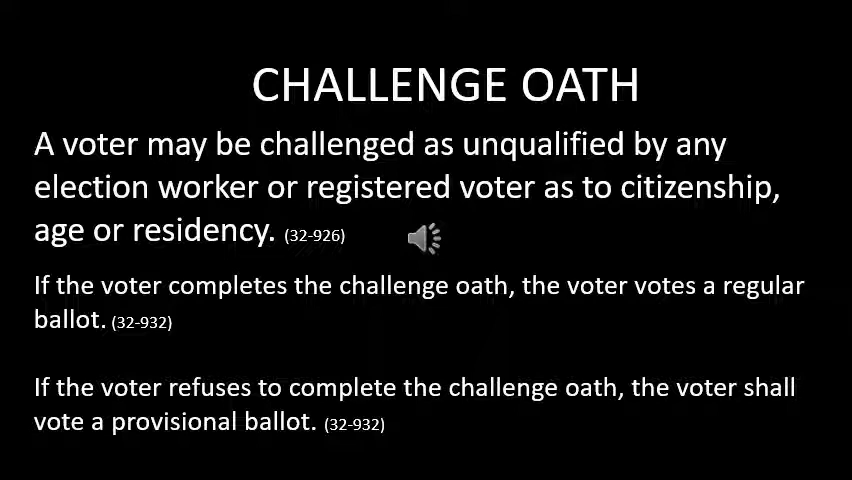 CHALLENGE OATH
A voter may be challenged as unqualified by any
election worker or registered voter as to citizenship,
age or residency. (32-926)
If the voter completes the challenge oath, the voter votes a regular
ballot. (32-932)
If the voter refuses to complete the challenge oath, the voter shall
vote a provisional ballot. (32-932)